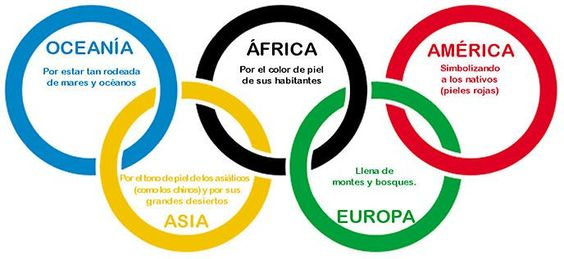 OCEANÍA
Por estar tan rodeada
de mares y océanos
ÁFRICA
Por el color de piel
de sus habitantes
AMÉRICA
Simbolizando
a los nativos
(pieles rojas)
Por el tono de piel de los asiáticos
(como los chinos) y por sus
grandes desiertos
ASIA
Llena de
montes y bosques.
EUROPA